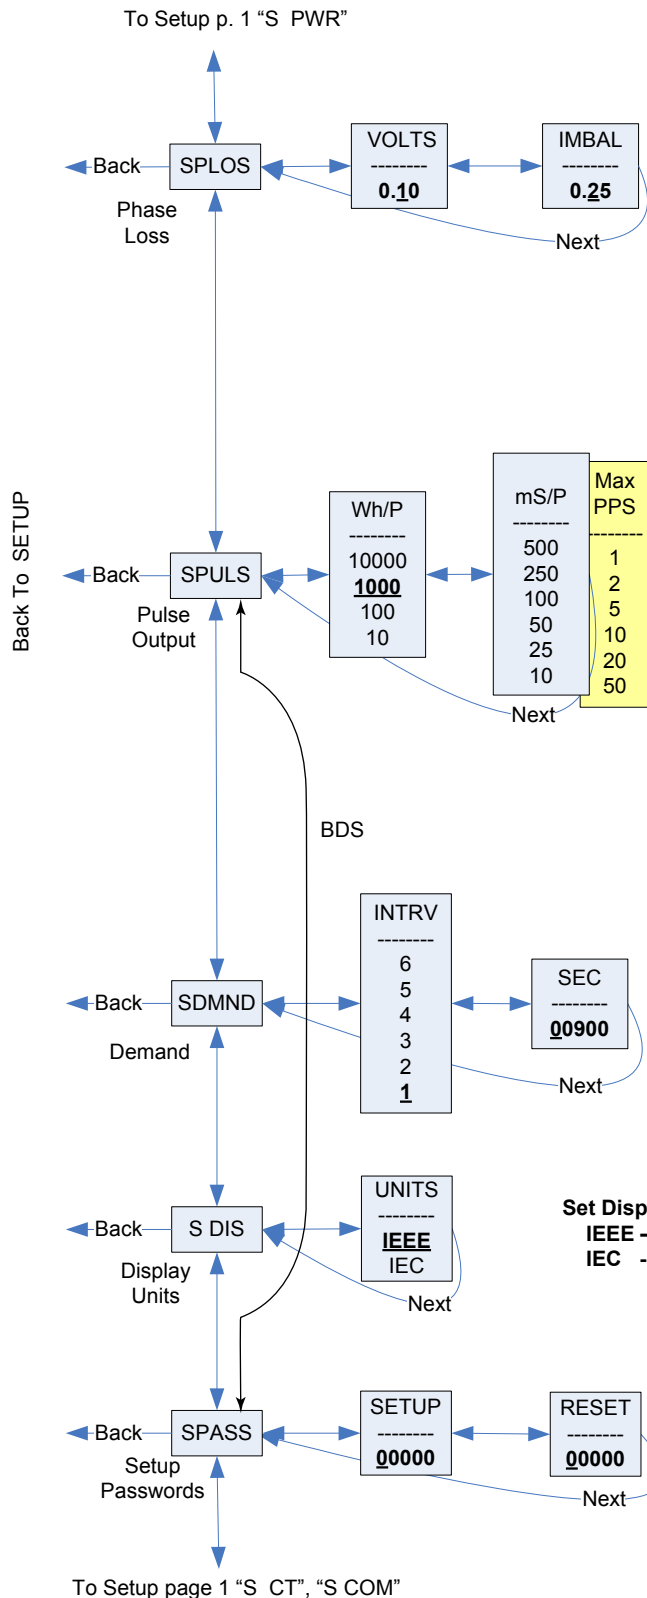 To Setup p. 1 “S PWR”
Back
SPLOS
Phase
Loss
VOLTS
--------
0.10
IMBAL
--------
0.25
Next
Back To SETUP
Back
SPULS
Pulse
Output
Wh/P
--------
10000
1000
100
10
mS/P
--------
500
250
100
50
25
10
Max
PPS
--------
1
2
5
10
20
50
Next
BDS
Back
SDMND
Demand
INTRV
--------
6
5
4
3
2
1
SEC
--------
00900
Next
Back
S DIS
Display
Units
UNITS
--------
IEEE
IEC
Next
Set Disp
IEEE -
IEC -
Back
SPASS
Setup
Passwords
SETUP
--------
00000
RESET
--------
00000
Next
To Setup page 1 “S CT”, “S COM”